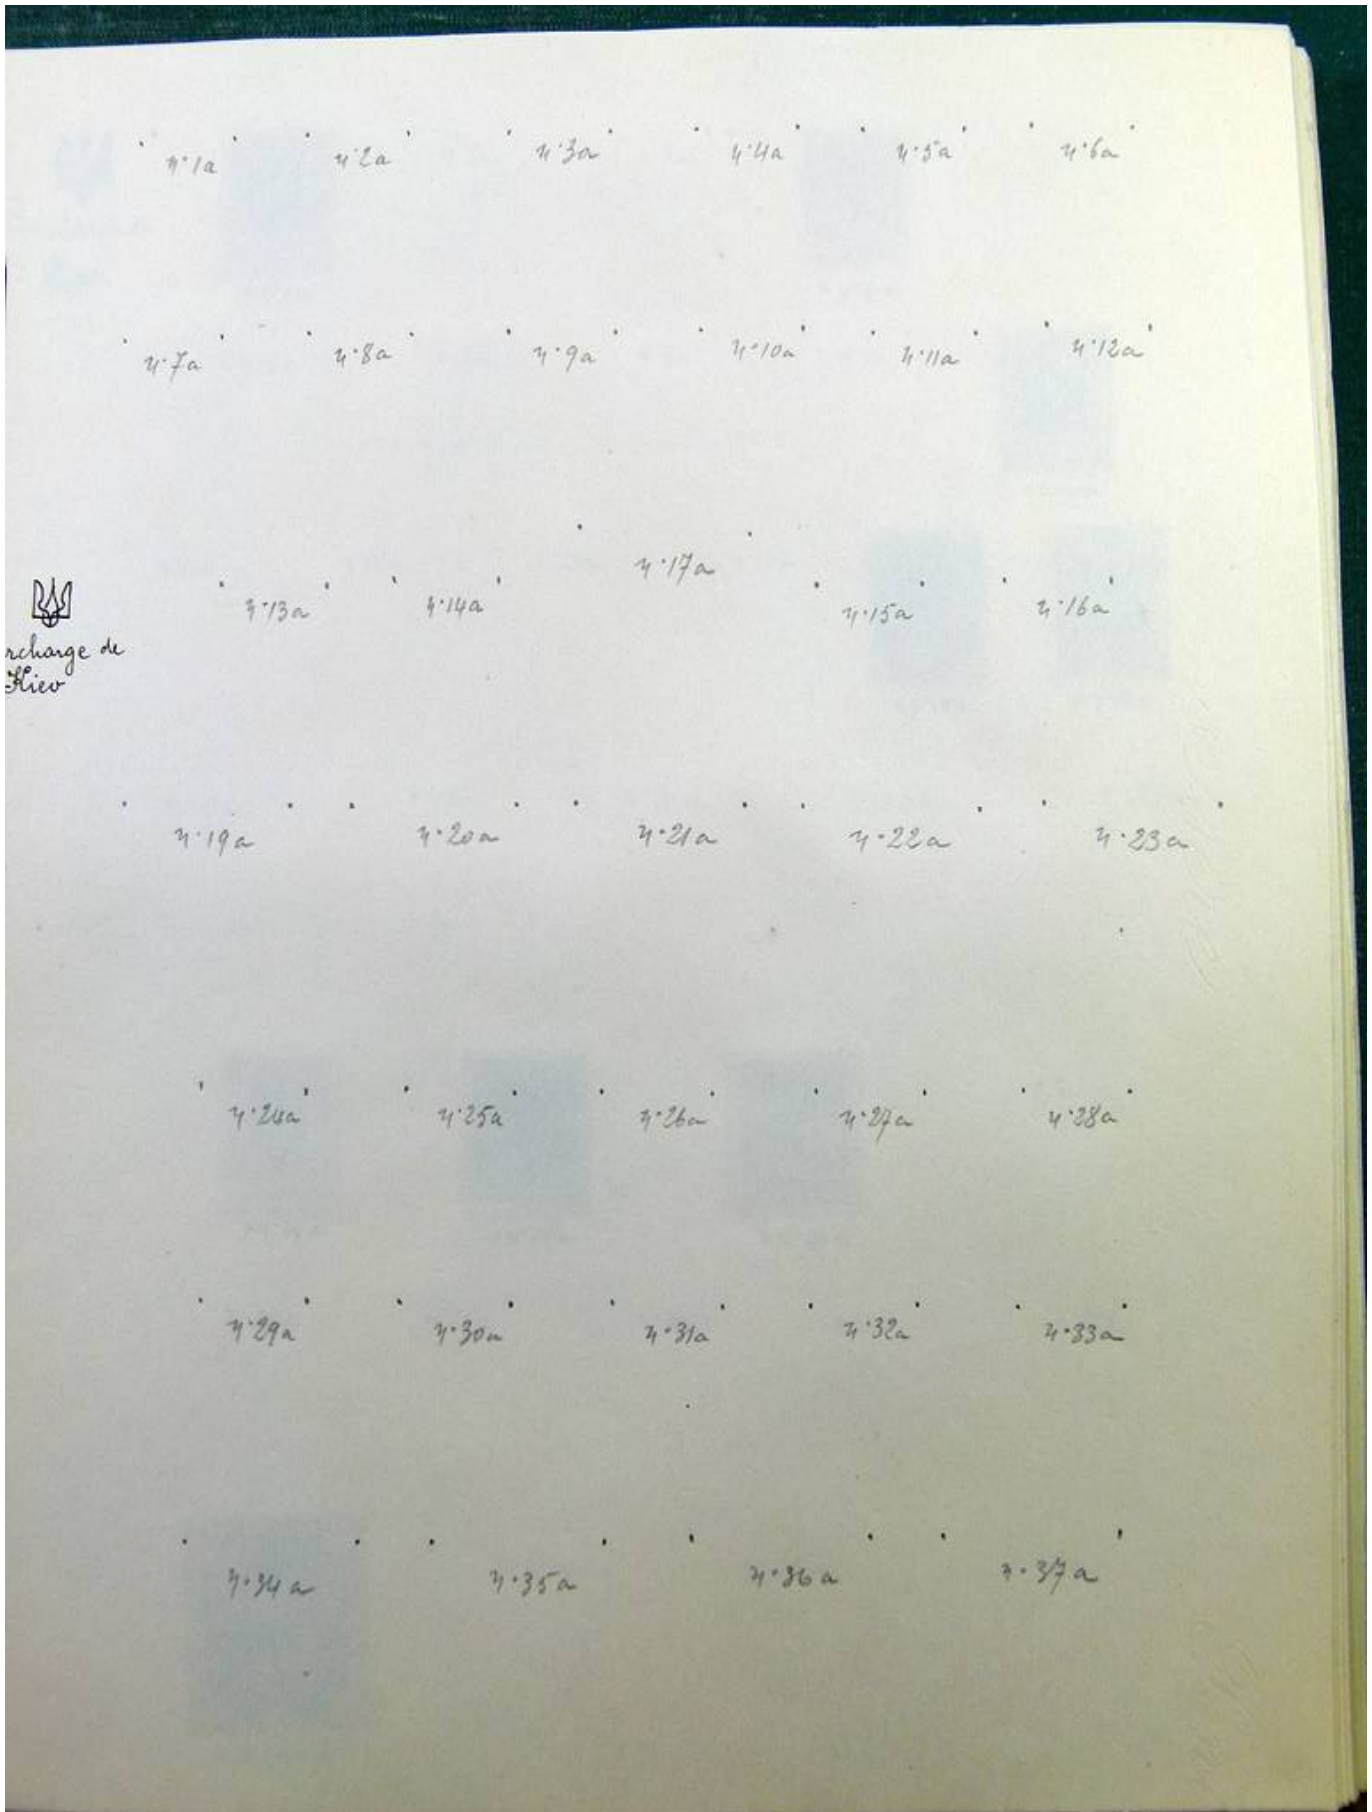 n·1a n·2a n·3a n·4a n·5a n·6a
n·7a n·8a n·9a n·10a n·11a n·12a
n·17a
n·13a n·14a n·15a n·16a
rcharge de
Kiev
n·19a n·20a n·21a n·22a n·23a
n·24a n·25a n·26a n·27a n·28a
n·29a n·30a n·31a n·32a n·33a
n·34a n·35a n·36a n·37a